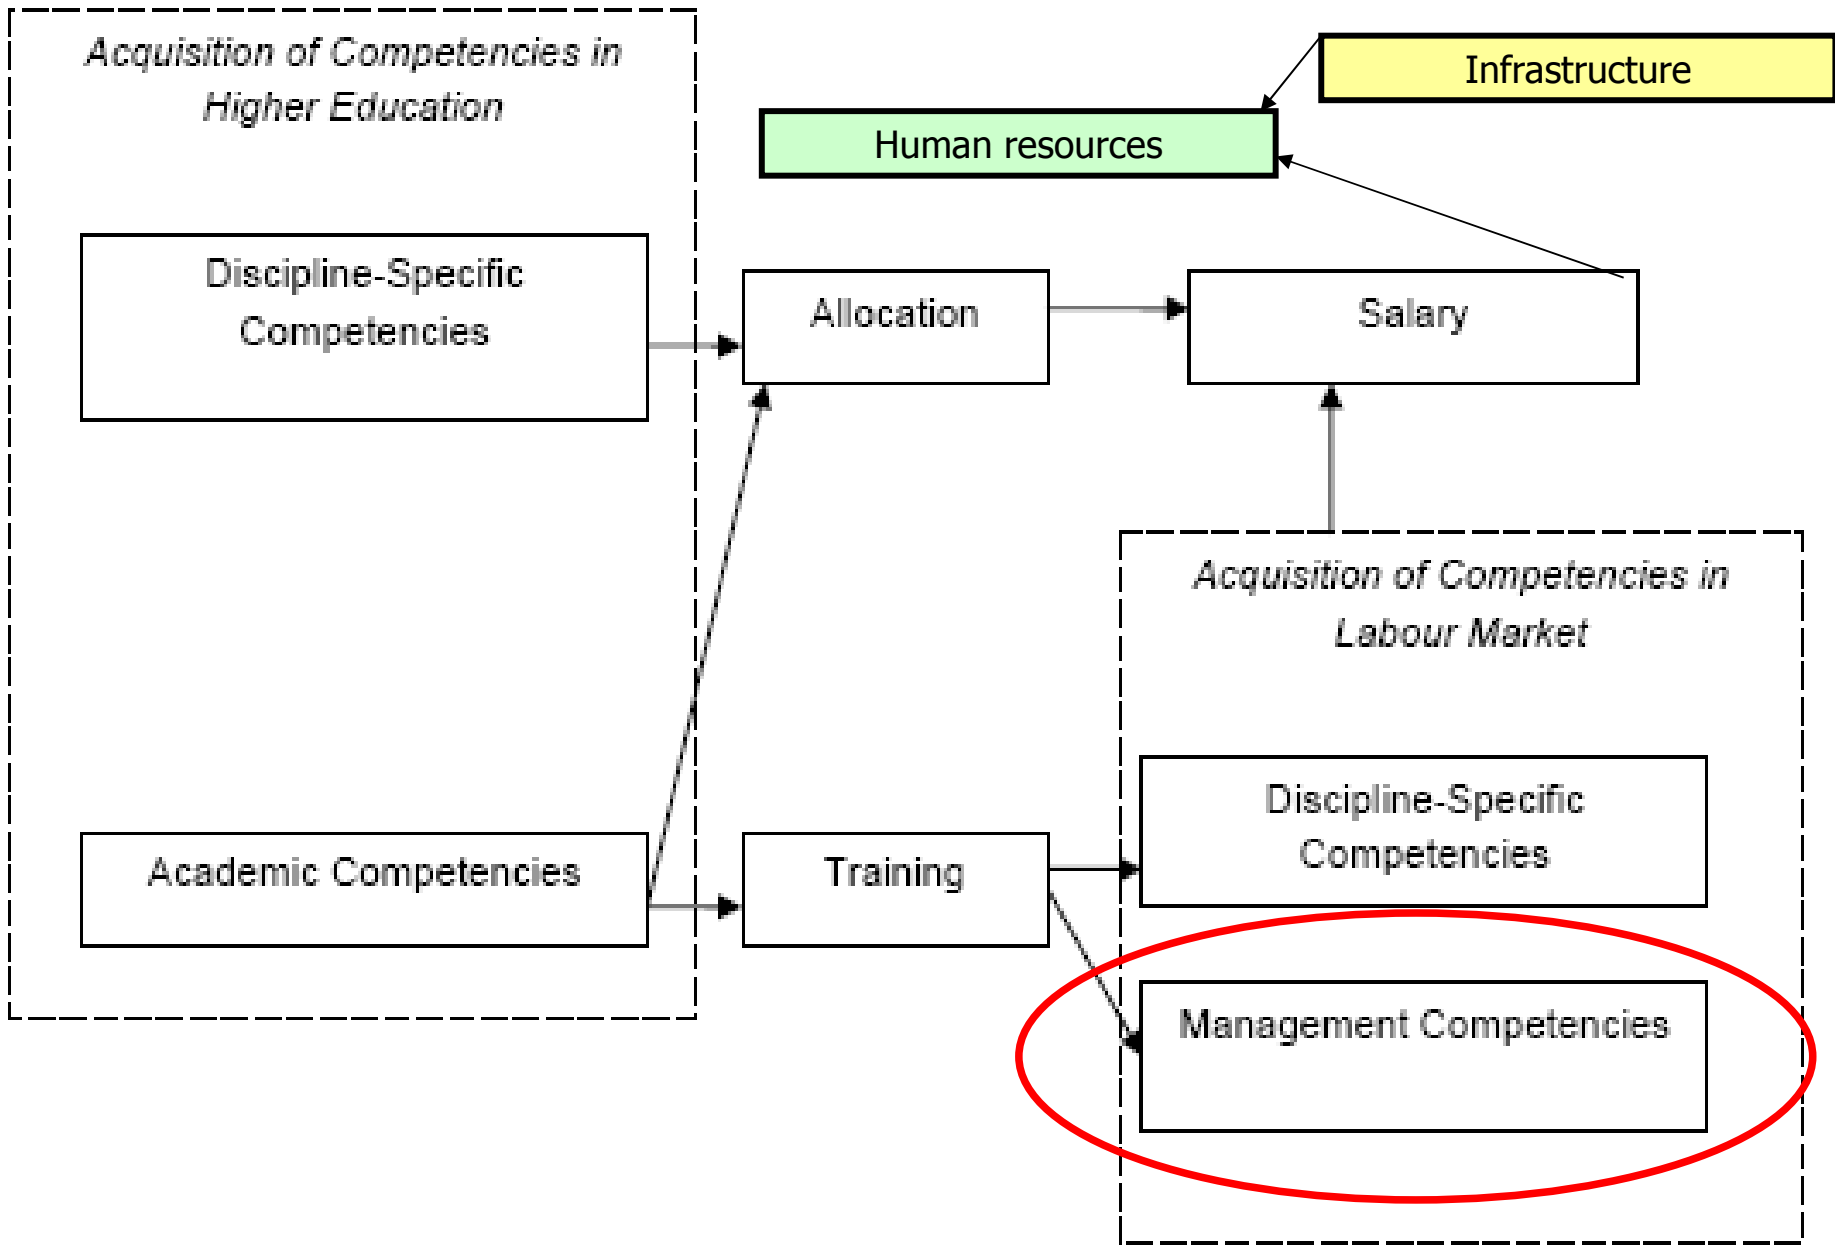 Acquisition of Competencies in
Higher Education
Infrastructure
Human resources
Discipline-Specific
Competencies
Allocation
Salary
Acquisition of Competencies in
Labour Market
Discipline-Specific
Competencies
Academic Competencies
Training
Management Competencies